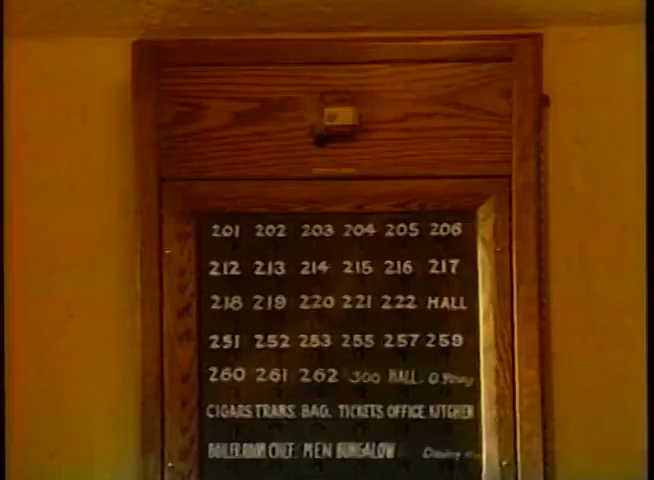 201 202 203 204 205 206
212 213 214 215 216 217
218 219 220 221 222 HALL
251 252 253 255 257 259
260 261 262 300 HALL
CIGARS TRANS. BAG. TICKETS OFFICE KITCHEN
BOILER ROOM CHEF. MEN BUNGALOW